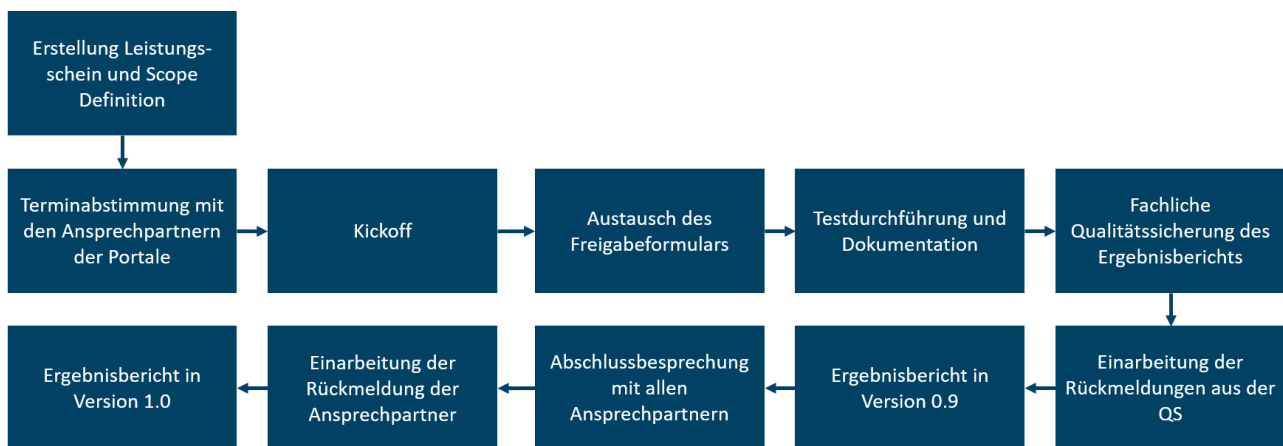 Erstellung Leistungs-
schein und Scope
Definition
Terminabstimmung mit
den Ansprechpartnern
der Portale
Kickoff
Austausch des
Freigabeformulars
Testdurchführung und
Dokumentation
Fachliche
Qualitätssicherung des
Ergebnisberichts
Einarbeitung der
Rückmeldungen aus der
QS
Ergebnisbericht in
Version 0.9
Abschlussbesprechung
mit allen
Ansprechpartnern
Einarbeitung der
Rückmeldung der
Ansprechpartner
Ergebnisbericht in
Version 1.0